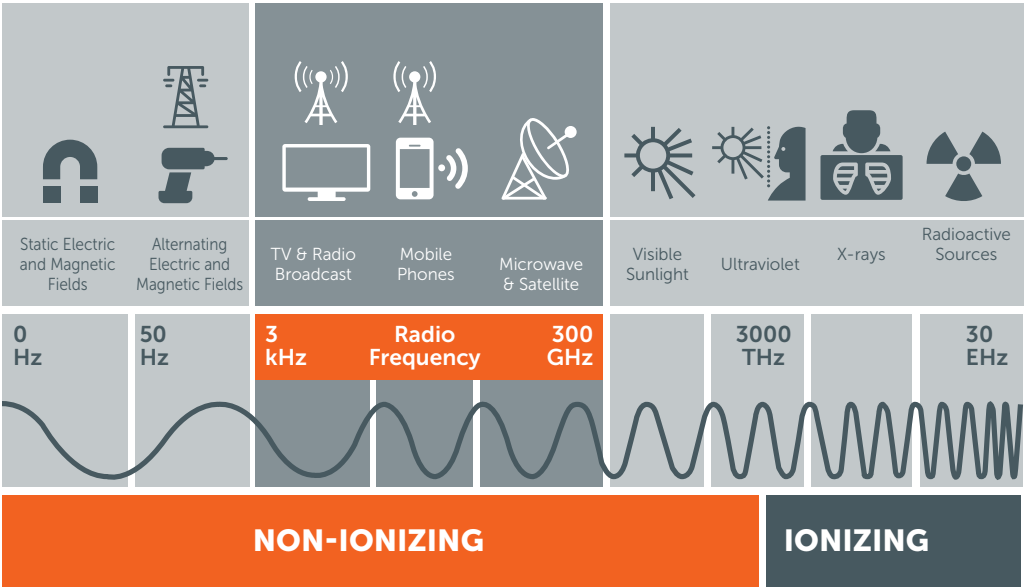 Static Electric
and Magnetic
Fields
Alternating
Electric and
Magnetic Fields
TV & Radio
Broadcast
Mobile
Phones
Microwave
& Satellite
Visible
Sunlight
Ultraviolet
X-rays
Radioactive
Sources
0
Hz
50
Hz
3
kHz
Radio
Frequency
300
GHz
3000
THz
30
EHz
NON-IONIZING
IONIZING